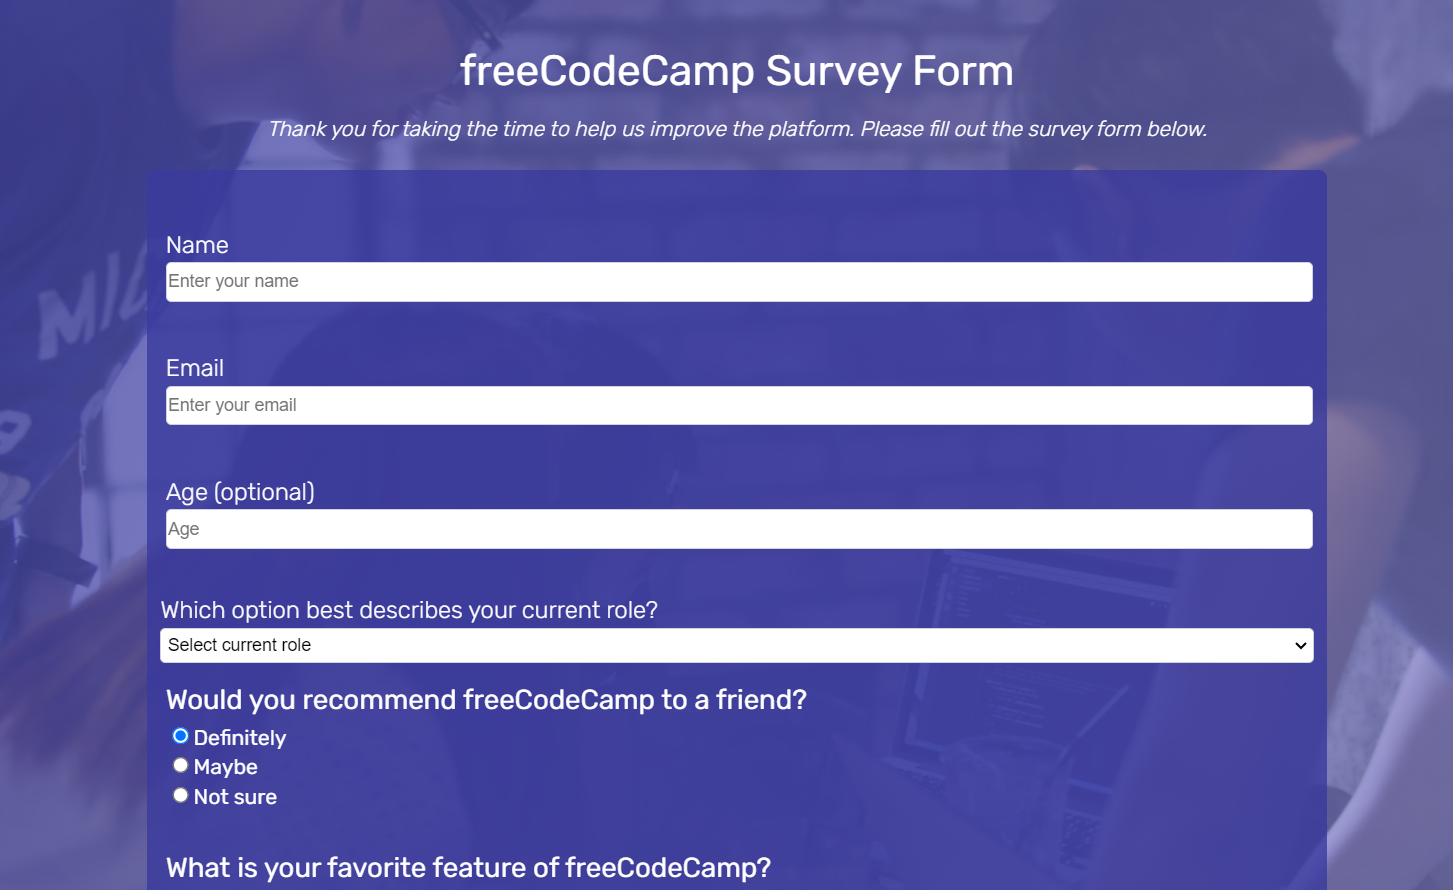 freeCodeCamp Survey Form
Thank you for taking the time to help us improve the platform. Please fill out the survey form below.
Name
Enter your name
Email
Enter your email
Age (optional)
Age
Which option best describes your current role?
Select current role
Would you recommend freeCodeCamp to a friend?
Definitely
Maybe
Not sure
What is your favorite feature of freeCodeCamp?